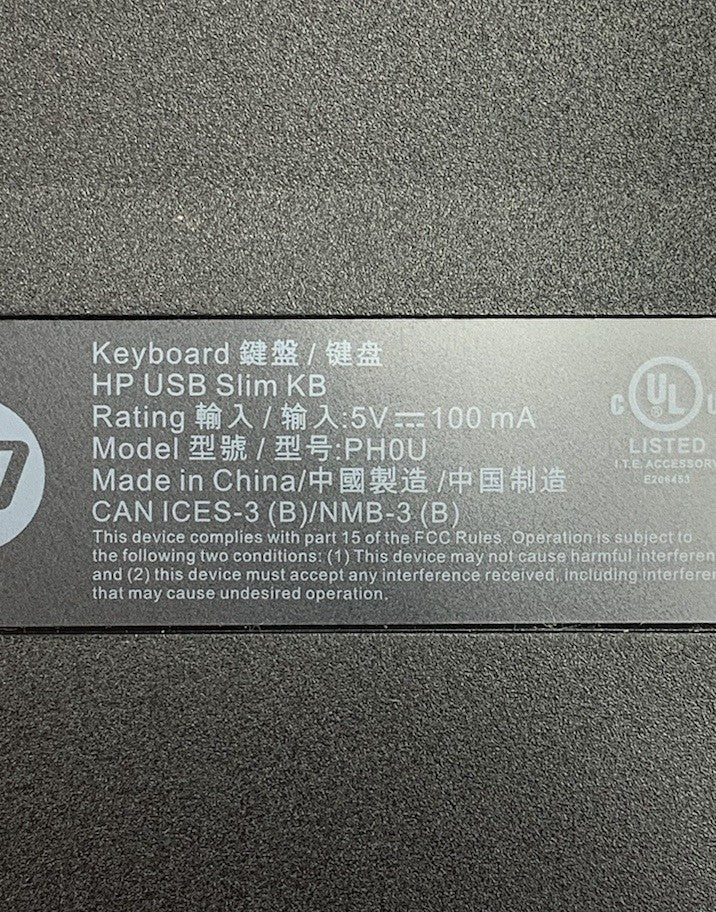 Keyboard 鍵盤 / 键盘
HP USB Slim KB
Rating 輸入 / 输入:5V⎓100 mA
Model 型號 / 型号:PH0U
Made in China/中國製造 /中国制造
CAN ICES-3 (B)/NMB-3 (B)
This device complies with part 15 of the FCC Rules. Operation is subject to
the following two conditions: (1) This device may not cause harmful interferen
and (2) this device must accept any interference received, including interferen
that may cause undesired operation.
C UL ®
LISTED
I.T.E. ACCESSORY
E206453